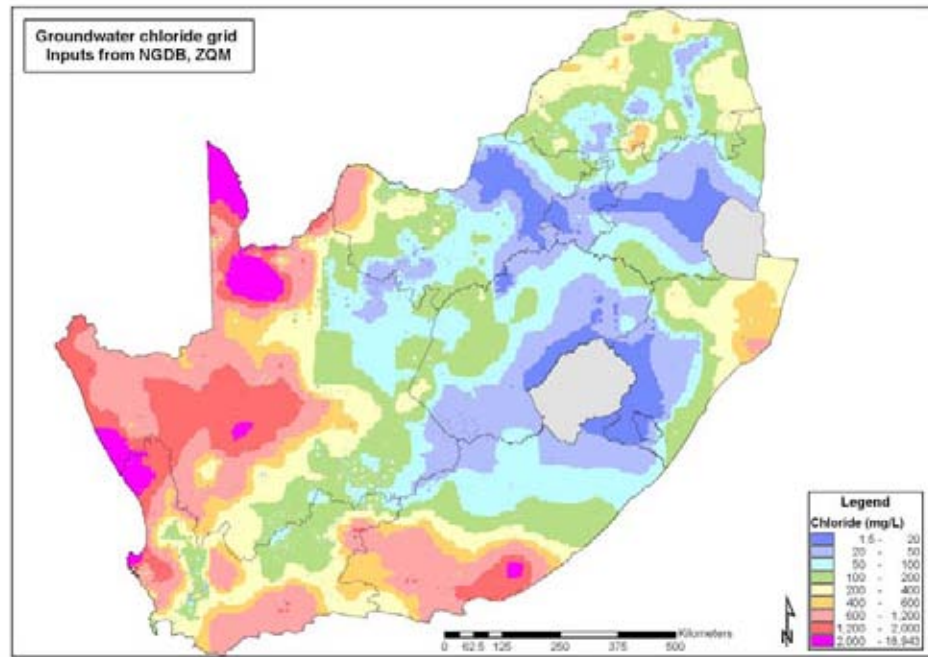 Groundwater chloride grid
Inputs from NGDB, ZQM
Legend
Chloride (mg/L)
1.5 - 20
20 - 50
50 - 100
100 - 200
200 - 400
400 - 600
600 - 1,200
1,200 - 2,000
2,000 - 18,943
Kilometers
0 62.5 125 250 375 500
N